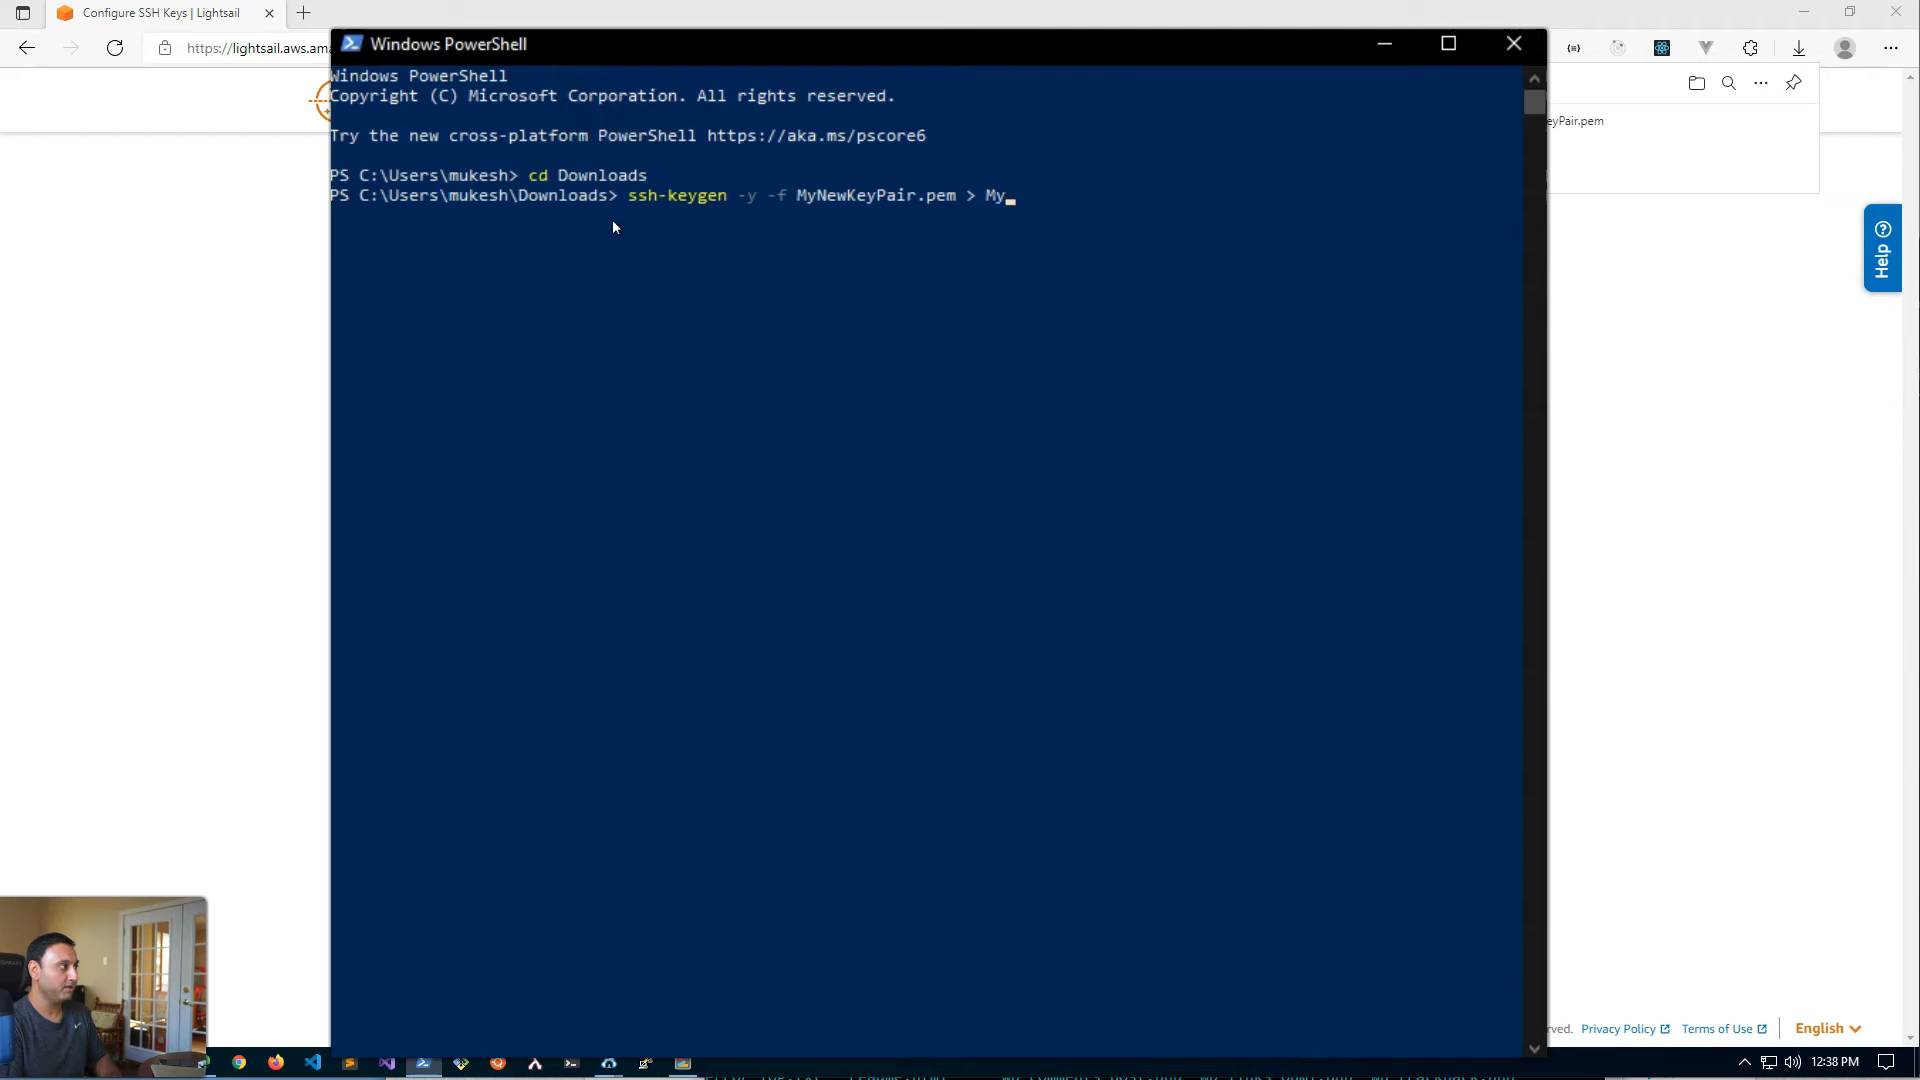 Configure SSH Keys | Lightsail
https://lightsail.aws.ama
Windows PowerShell
Windows PowerShell
Copyright (C) Microsoft Corporation. All rights reserved.
Try the new cross-platform PowerShell https://aka.ms/pscore6
PS C:\Users\mukesh> cd Downloads
PS C:\Users\mukesh\Downloads> ssh-keygen -y -f MyNewKeyPair.pem > My
eyPair.pem
Help
rved. Privacy Policy Terms of Use English
12:38 PM